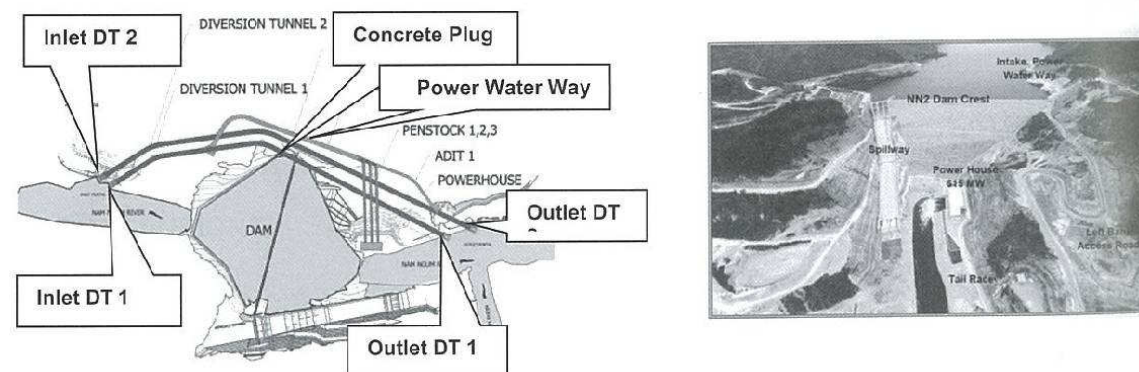 DIVERSION TUNNEL 2
Inlet DT 2
Concrete Plug
DIVERSION TUNNEL 1
Power Water Way
PENSTOCK 1,2,3
ADIT 1
POWERHOUSE
Outlet DT
DAM
Inlet DT 1
Outlet DT 1
Intake, Power
Water Way
NN2 Dam Crest
Spillway
Power House
615 MW
Left Bank
Access Road
Tail Race